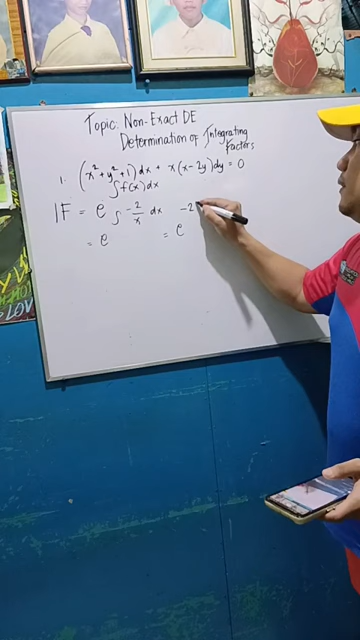 Topic: Non-Exact DE
Determination of Integrating Factors
1. (x² + y² + 1) dx + x(x - 2y) dy = 0
IF = e ∫f(x)dx
= e ∫ -2/x dx = e -2